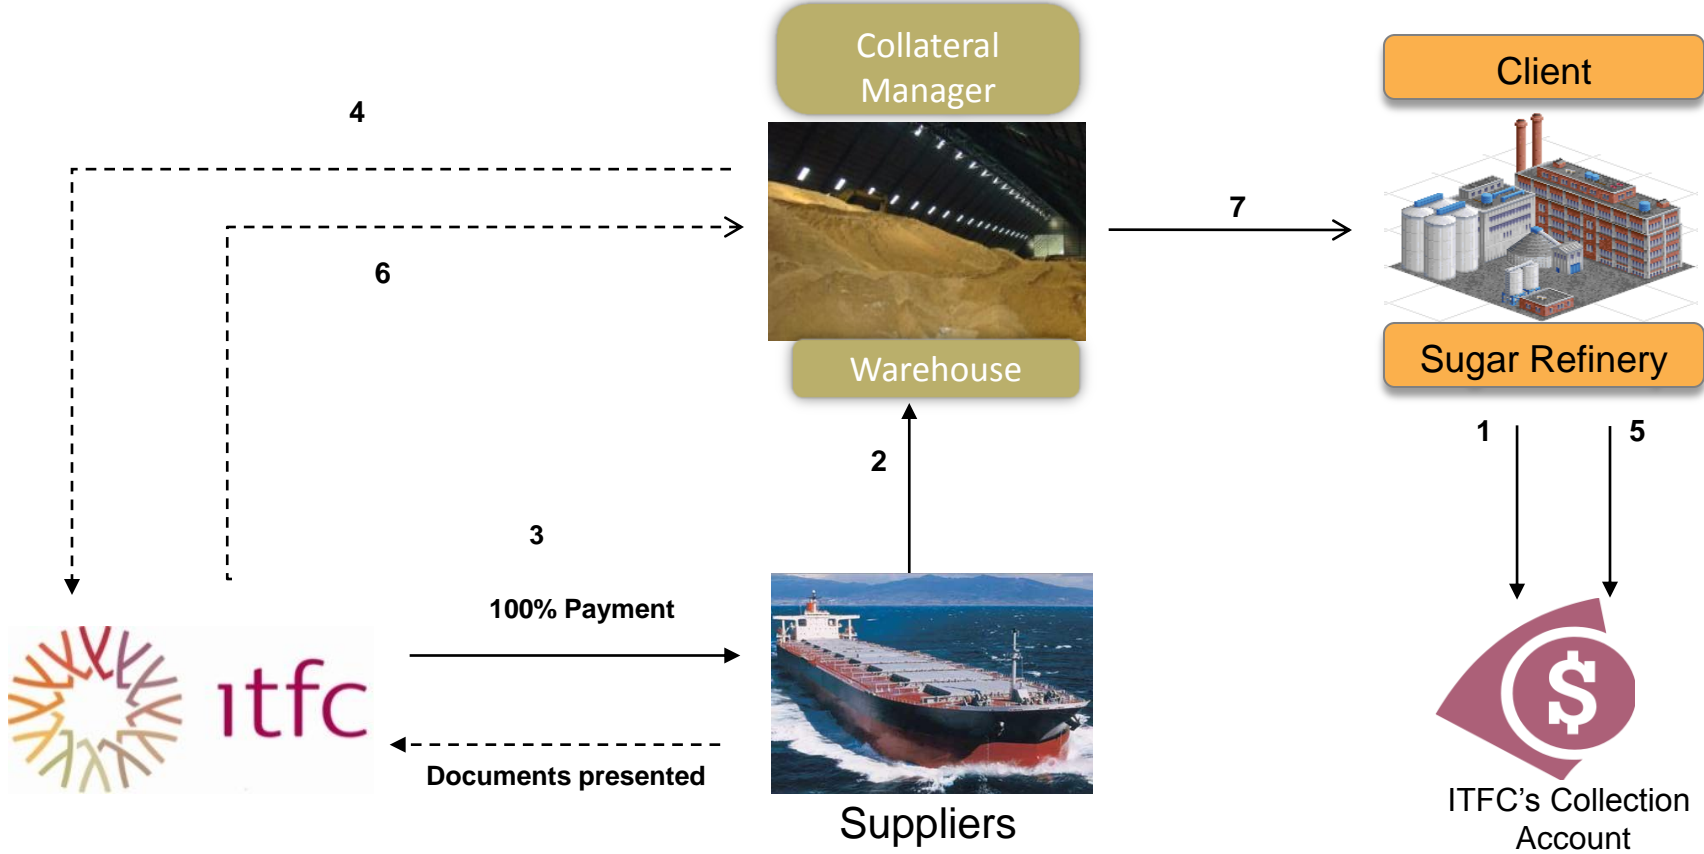 Collateral
Manager
Client
4
7
6
Warehouse
Sugar Refinery
1
5
2
3
100% Payment
ıtfc
Documents presented
$
Suppliers
ITFC’s Collection
Account